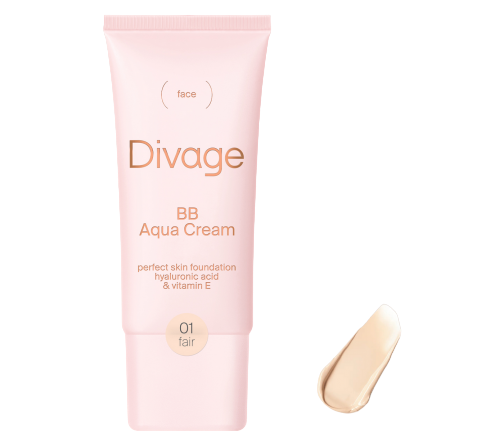 face
Divage
BB
Aqua Cream
perfect skin foundation
hyaluronic acid
& vitamin E
01
fair